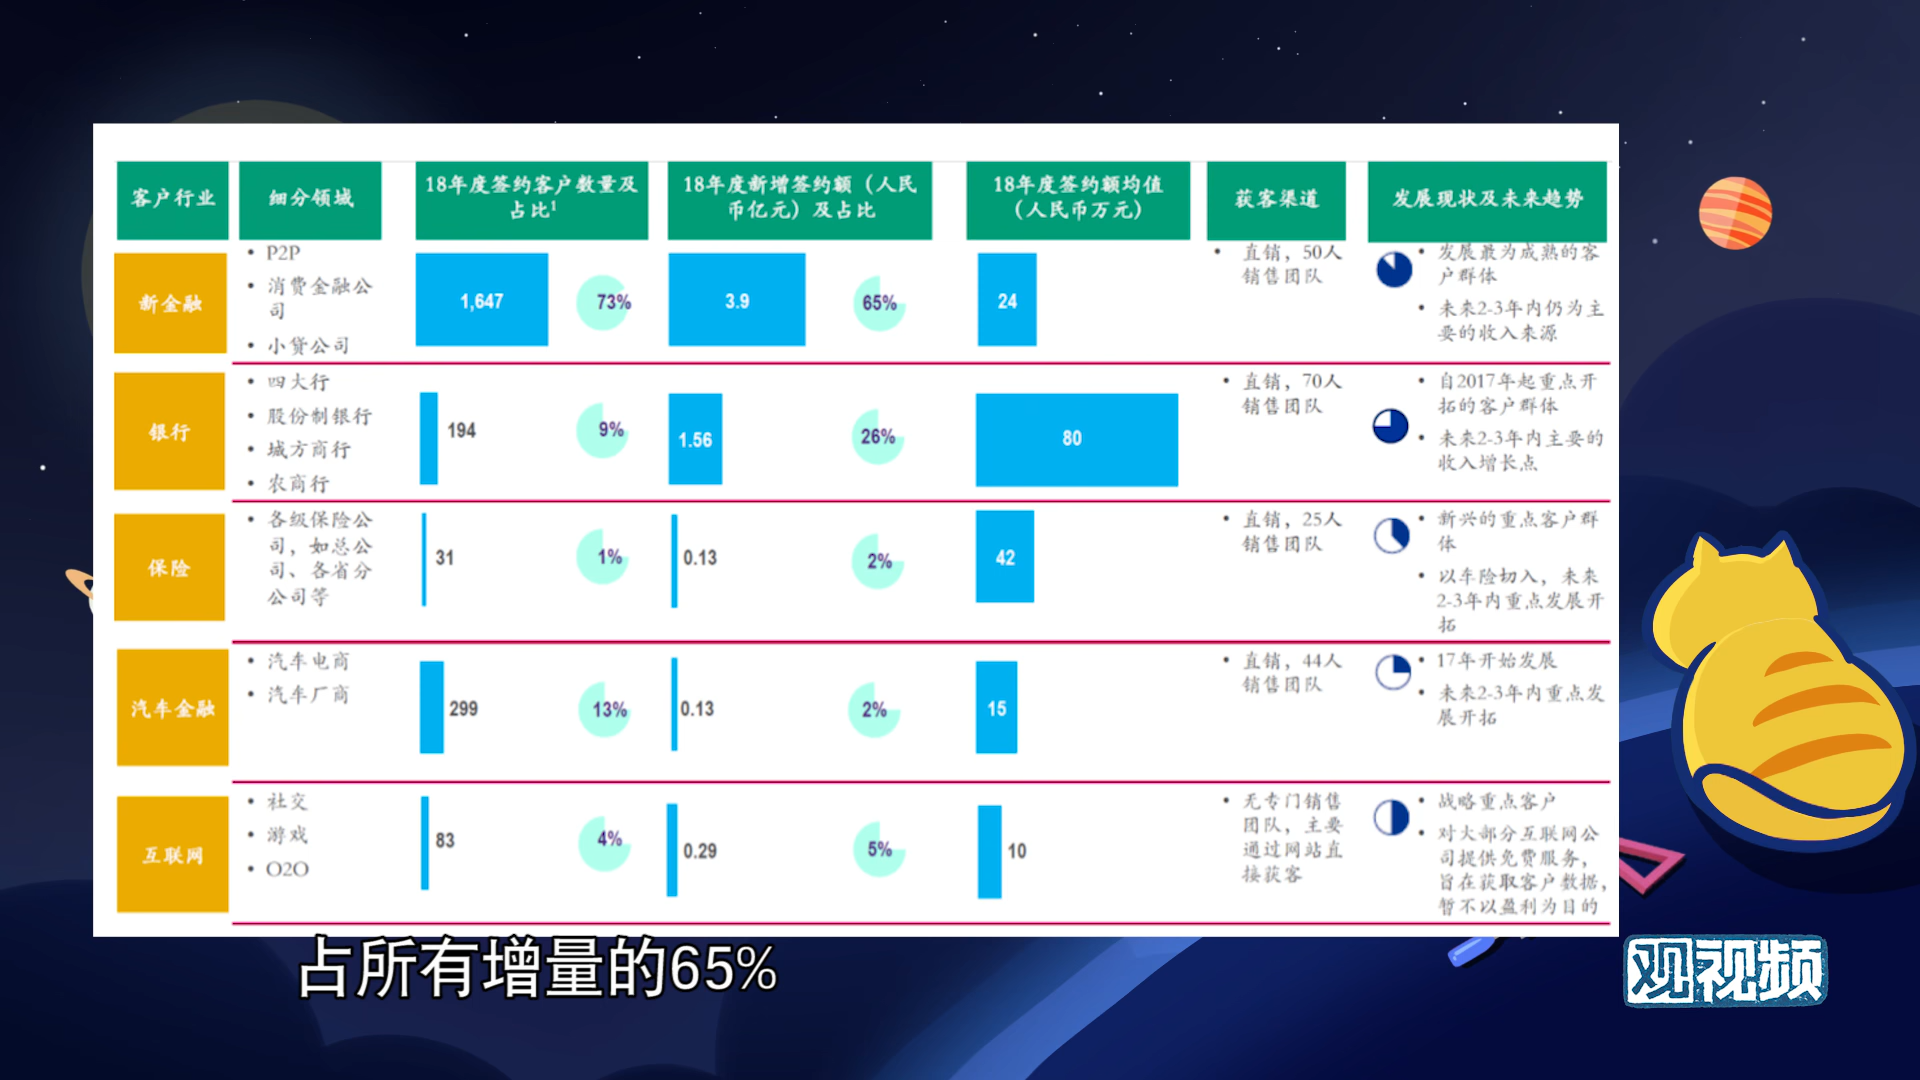 客户行业
细分领域
18年度签约客户数量及
占比1
18年度新增签约额（人民
币亿元）及占比
18年度签约额均值
（人民币万元）
获客渠道
发展现状及未来趋势
新金融
• P2P
• 消费金融公
司
• 小贷公司
1,647
73%
3.9
65%
24
• 直销，50人
销售团队
• 发展最为成熟的客
户群体
• 未来2-3年内仍为主
要的收入来源
银行
• 四大行
• 股份制银行
• 城方商行
• 农商行
194
9%
1.56
26%
80
• 直销，70人
销售团队
• 自2017年起重点开
拓的客户群体
• 未来2-3年内主要的
收入增长点
保险
• 各级保险公
司，如总公
司、各省分
公司等
31
1%
0.13
2%
42
• 直销，25人
销售团队
• 新兴的重点客户群
体
• 以车险切入，未来
2-3年内重点发展开
拓
汽车金融
• 汽车电商
• 汽车厂商
299
13%
0.13
2%
15
• 直销，44人
销售团队
• 17年开始发展
• 未来2-3年内重点发
展开拓
互联网
• 社交
• 游戏
• O2O
83
4%
0.29
5%
10
• 无专门销售
团队，主要
通过网站直
接获客
• 战略重点客户
• 对大部分互联网公
司提供免费服务，
旨在获取客户数据，
暂不以盈利为目的
占所有增量的65%
观视频